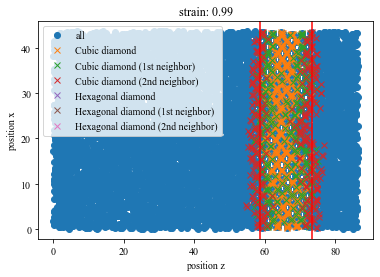 strain: 0.99
all
Cubic diamond
Cubic diamond (1st neighbor)
Cubic diamond (2nd neighbor)
Hexagonal diamond
Hexagonal diamond (1st neighbor)
Hexagonal diamond (2nd neighbor)
position x
40
30
20
10
0
0
20
40
60
80
position z